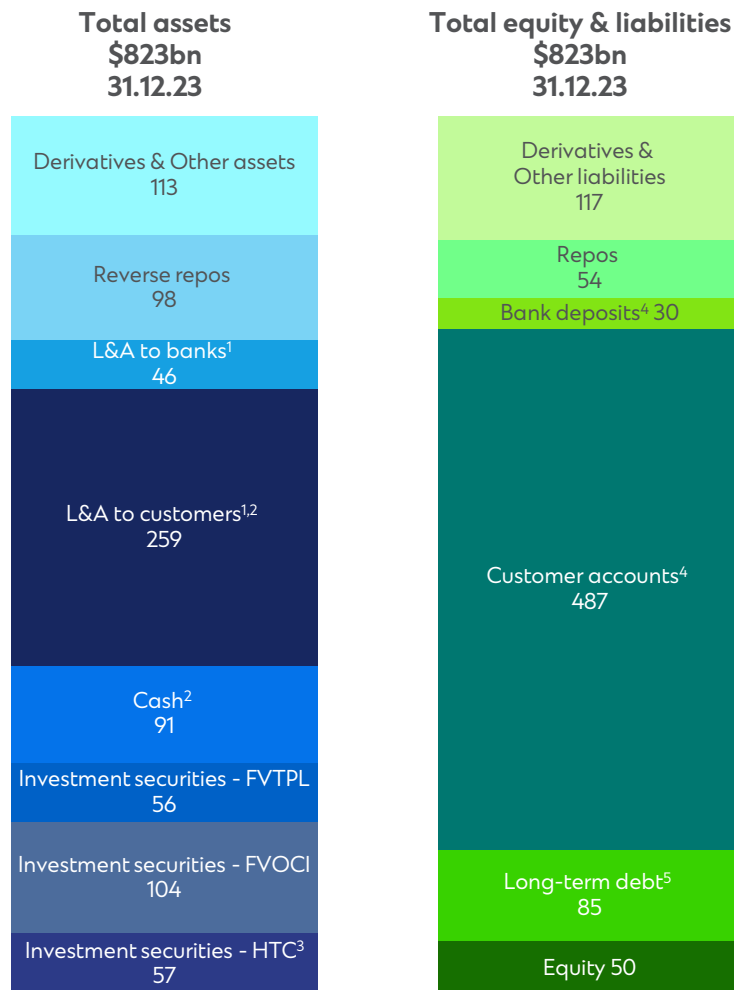 Total assets
$823bn
31.12.23
Derivatives & Other assets
113
Reverse repos
98
L&A to banks¹
46
L&A to customers¹,²
259
Cash²
91
Investment securities - FVTPL
56
Investment securities - FVOCI
104
Investment securities - HTC³
57
Total equity & liabilities
$823bn
31.12.23
Derivatives &
Other liabilities
117
Repos
54
Bank deposits⁴ 30
Customer accounts⁴
487
Long-term debt⁵
85
Equity 50